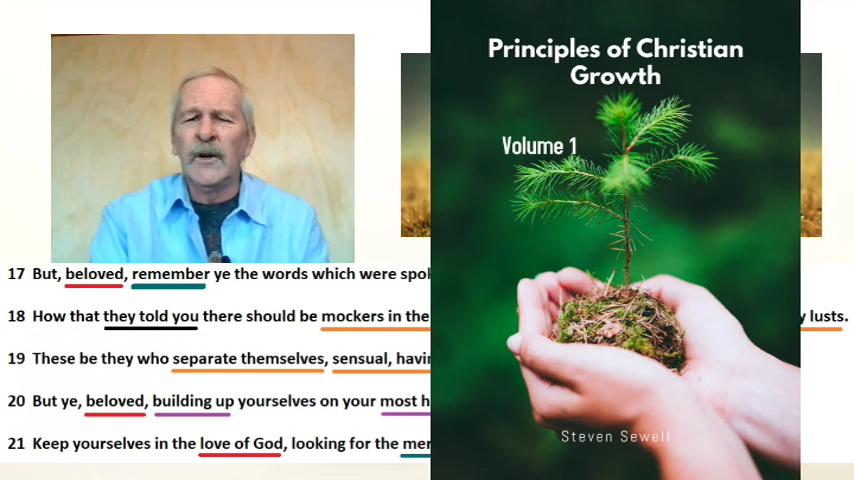 Principles of Christian
Growth
Volume 1
Steven Sewell
17 But, beloved, remember ye the words which were spok
18 How that they told you there should be mockers in the y lusts.
19 These be they who separate themselves, sensual, havin
20 But ye, beloved, building up yourselves on your most h
21 Keep yourselves in the love of God, looking for the mer